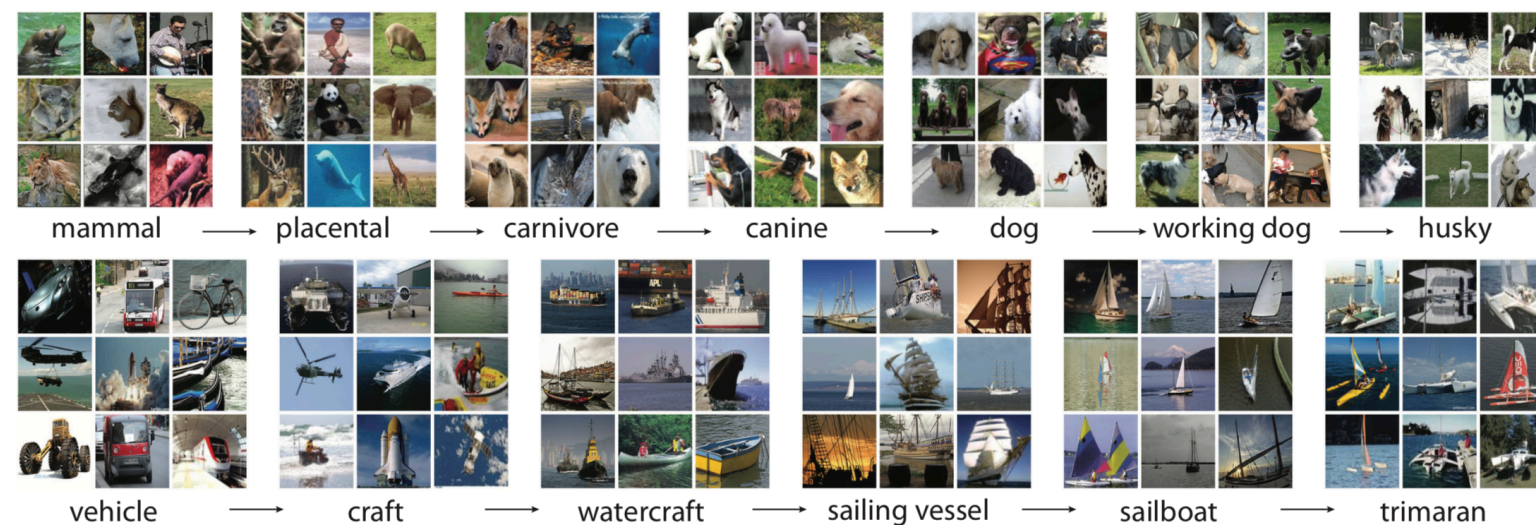 mammal → placental → carnivore → canine → dog → working dog → husky
vehicle → craft → watercraft → sailing vessel → sailboat → trimaran